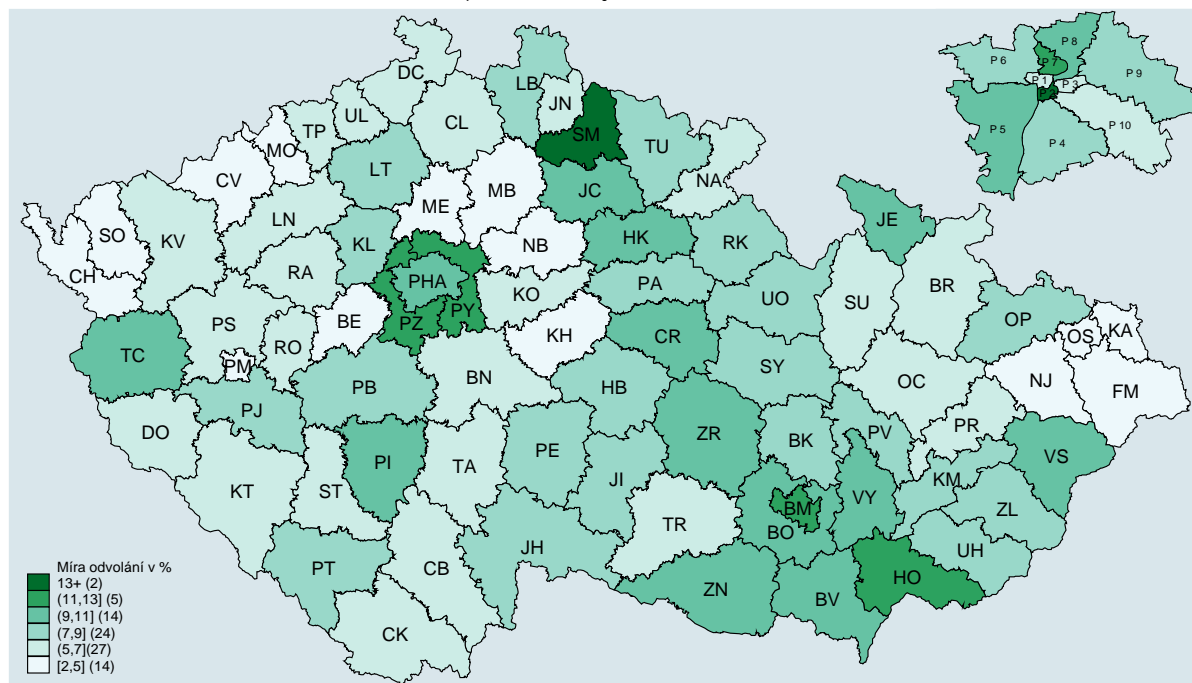 DC
LB
JN
UL
TP
CL
MO
SM
TU
CV
LT
MB
JC
NA
ME
SO
KV
LN
KL
NB
HK
RK
JE
CH
RA
PHA
KO
PA
UO
SU
BR
OP
KA
OS
PS
RO
BE
PZ
PY
KH
CR
TC
PM
NJ
FM
PB
BN
HB
SY
OC
PJ
DO
PR
PI
PE
ZR
BK
PV
VS
KT
ST
TA
JI
KM
VY
BM
ZL
TR
BO
JH
UH
PT
CB
ZN
BV
HO
CK
P 8
P 6
P 7
P 9
P 1
P 3
P 2
P 10
P 5
P 4
Míra odvolání v %
13+ (2)
(11,13] (5)
(9,11] (14)
(7,9] (24)
(5,7](27)
[2,5] (14)